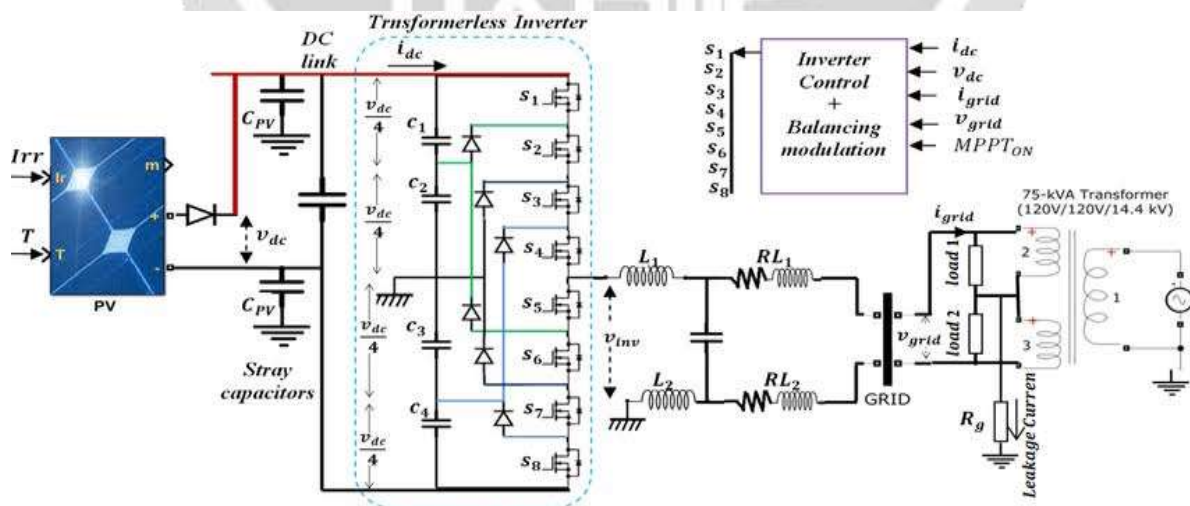 Trnsformerless Inverter
DC
link
i_dc
C_PV
v_dc/4
c_1
v_dc/4
c_2
v_dc/4
c_3
v_dc/4
c_4
s_1
s_2
s_3
s_4
s_5
s_6
s_7
s_8
Irr
Ir
m
+
T
T
-
PV
v_dc
C_PV
Stray
capacitors
s_1
s_2
s_3
s_4
s_5
s_6
s_7
s_8
Inverter
Control
+
Balancing
modulation
i_dc
v_dc
i_grid
v_grid
MPPT_ON
L_1
RL_1
v_inv
L_2
RL_2
GRID
75-kVA Transformer
(120V/120V/14.4 kV)
i_grid
load 1
load 2
v_grid
+
2
+
1
+
3
R_g
Leakage Curren